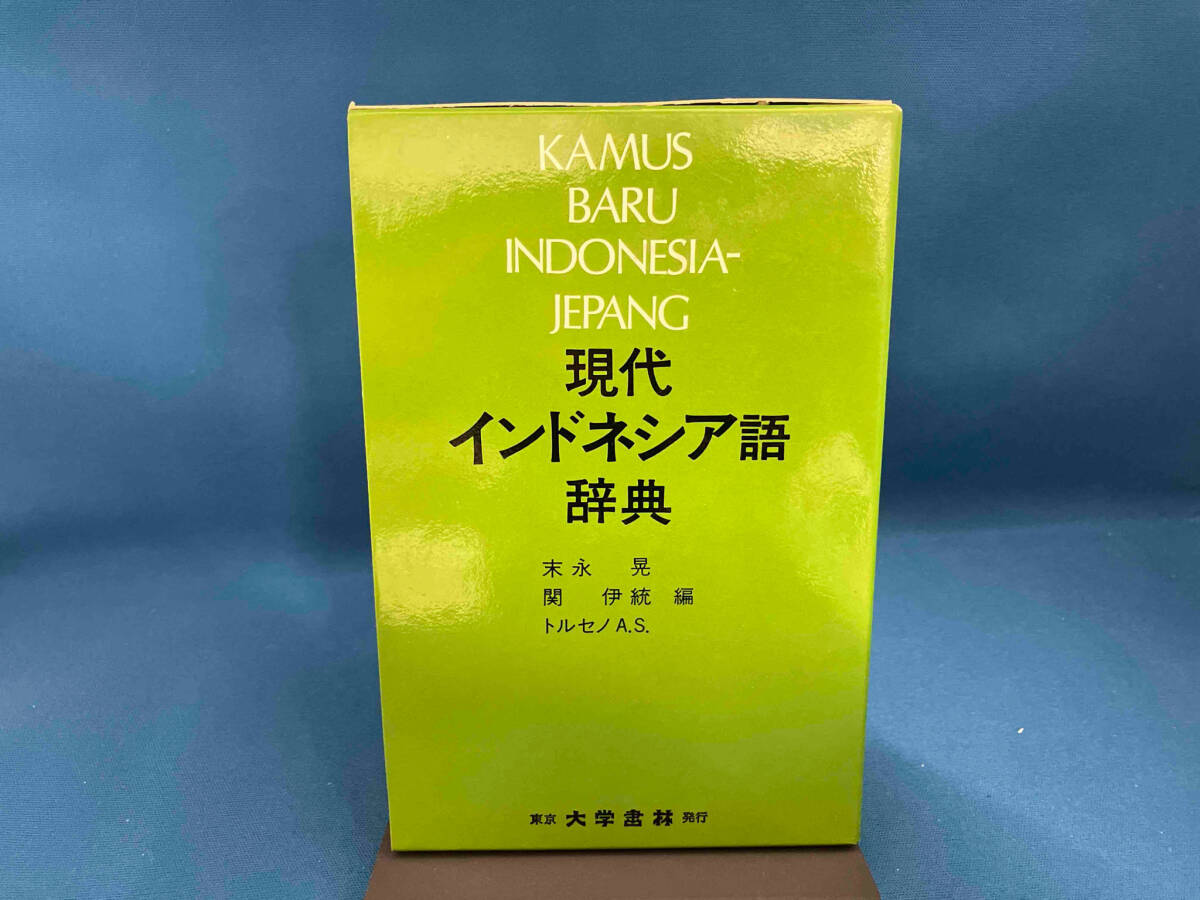 KAMUS
BARU
INDONESIA-
JEPANG
現代
インドネシア語
辞典
末永 晃
関 伊統 編
トルセノ A.S.
東京 大学書林 発行